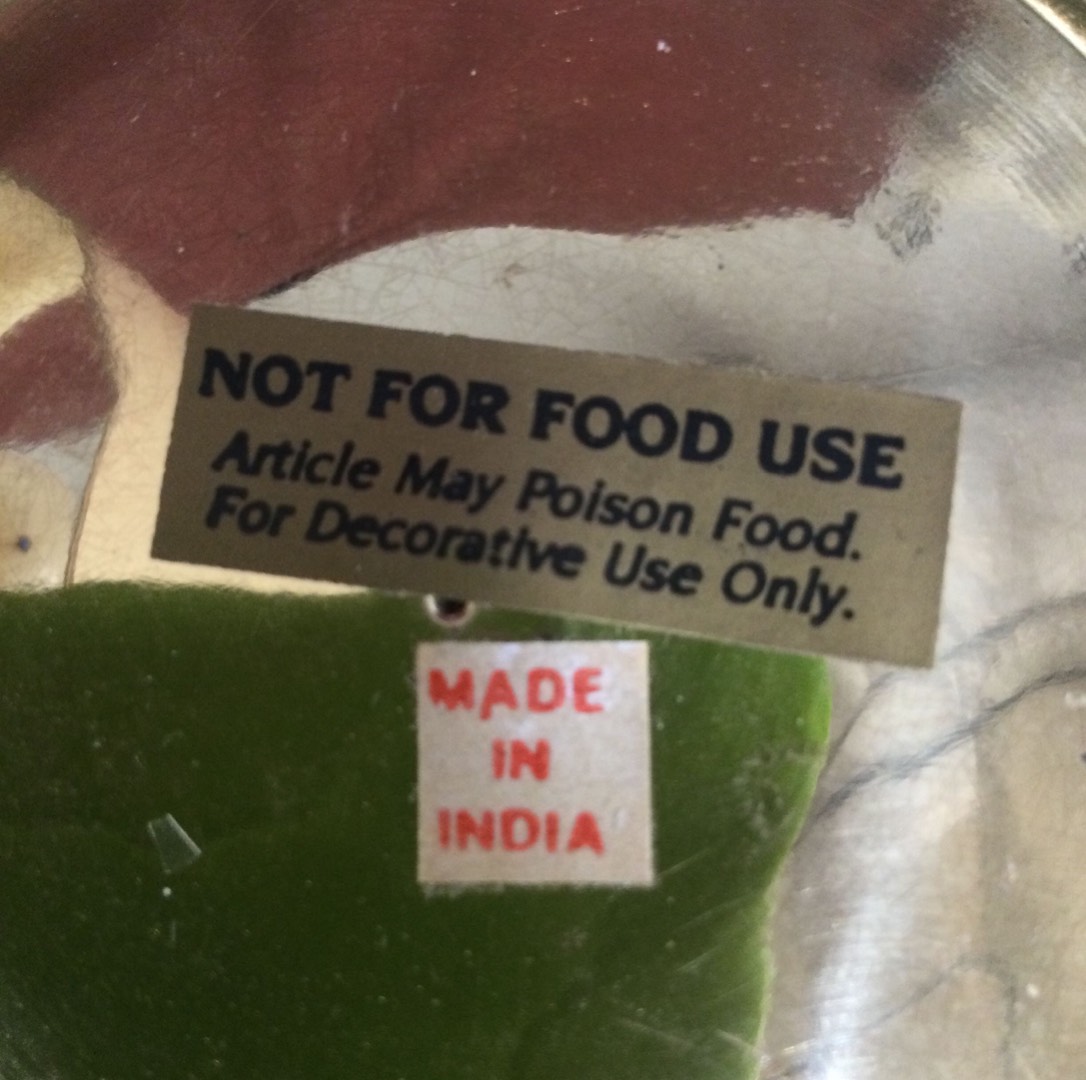 NOT FOR FOOD USE
Article May Poison Food.
For Decorative Use Only.
MADE
IN
INDIA